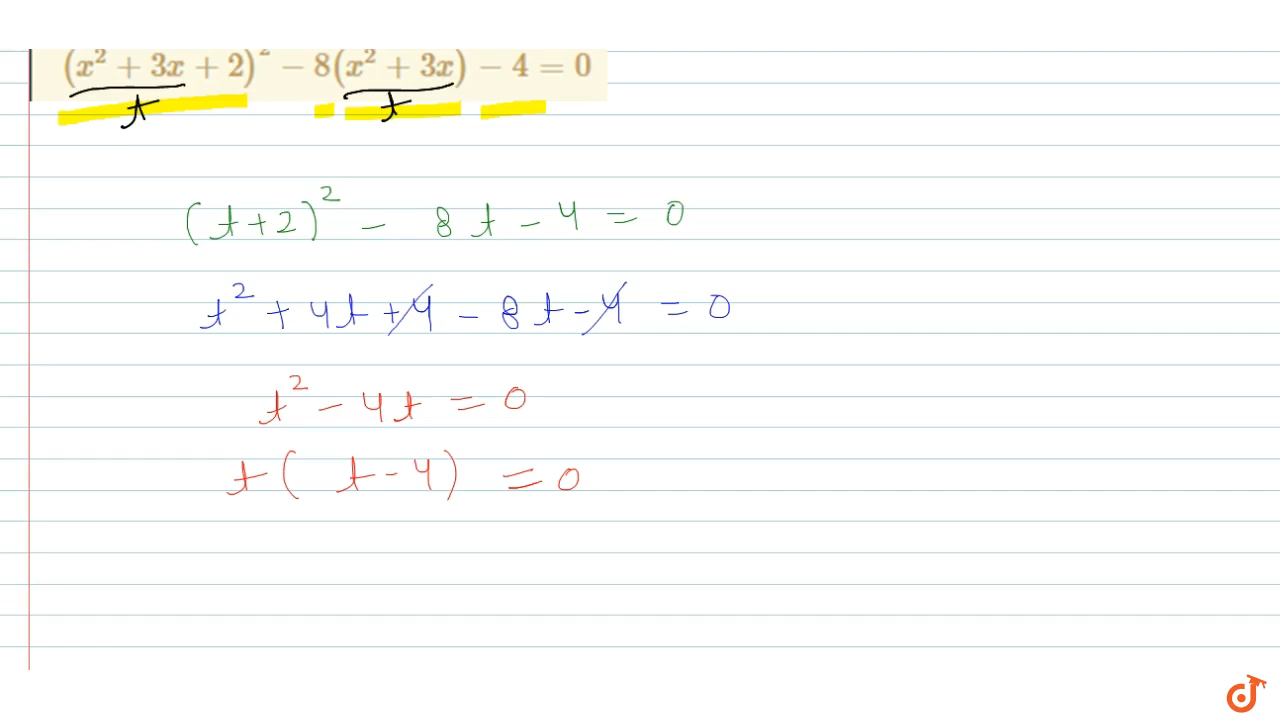 (x² + 3x + 2)² − 8(x² + 3x) − 4 = 0
t t
(t+2)² − 8t − 4 = 0
t² + 4t + 4 − 8t − 4 = 0
t² − 4t = 0
t( t − 4) = 0